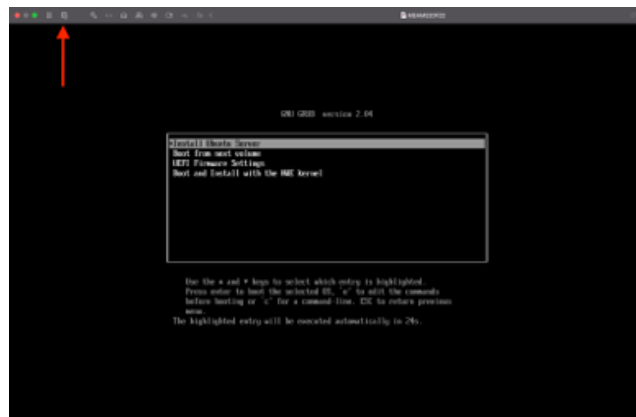 GNU GRUB version 2.04
*Install Ubuntu Server
Boot from next volume
UEFI Firmware Settings
Boot and Install with the HWE kernel
Use the ▲ and ▼ keys to select which entry is highlighted.
Press enter to boot the selected OS, `e' to edit the commands
before booting or `c' for a command-line. ESC to return previous
menu.
The highlighted entry will be executed automatically in 24s.